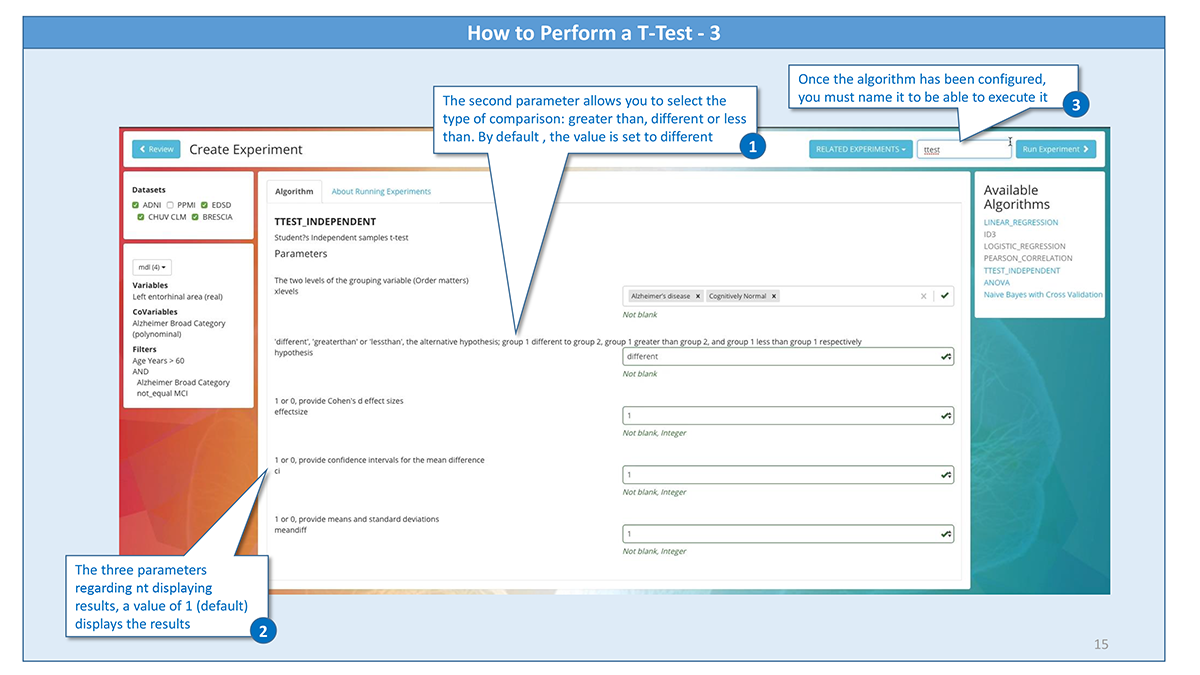 How to Perform a T-Test - 3
Once the algorithm has been configured,
you must name it to be able to execute it
3
The second parameter allows you to select the
type of comparison: greater than, different or less
than. By default , the value is set to different
1
Review
Create Experiment
RELATED EXPERIMENTS
ttest
Run Experiment
Datasets
ADNI PPMI EDSD
CHUV CLM BRESCIA
mdl (4)
Variables
Left entorhinal area (real)
CoVariables
Alzheimer Broad Category
(polynominal)
Filters
Age Years > 60
AND
Alzheimer Broad Category
not_equal MCI
Algorithm
About Running Experiments
TTEST_INDEPENDENT
Student?s Independent samples t-test
Parameters
The two levels of the grouping variable (Order matters)
xlevels
Alzheimer's disease x Cognitively Normal x
Not blank
'different', 'greaterthan' or 'lessthan', the alternative hypothesis; group 1 different to group 2, group 1 greater than group 2, and group 1 less than group 1 respectively
hypothesis
different
Not blank
1 or 0, provide Cohen's d effect sizes
effectsize
1
Not blank, Integer
1 or 0, provide confidence intervals for the mean difference
ci
1
Not blank, Integer
1 or 0, provide means and standard deviations
meandiff
1
Not blank, Integer
Available
Algorithms
LINEAR_REGRESSION
ID3
LOGISTIC_REGRESSION
PEARSON_CORRELATION
TTEST_INDEPENDENT
ANOVA
Naive Bayes with Cross Validation
The three parameters
regarding nt displaying
results, a value of 1 (default)
displays the results
2
15